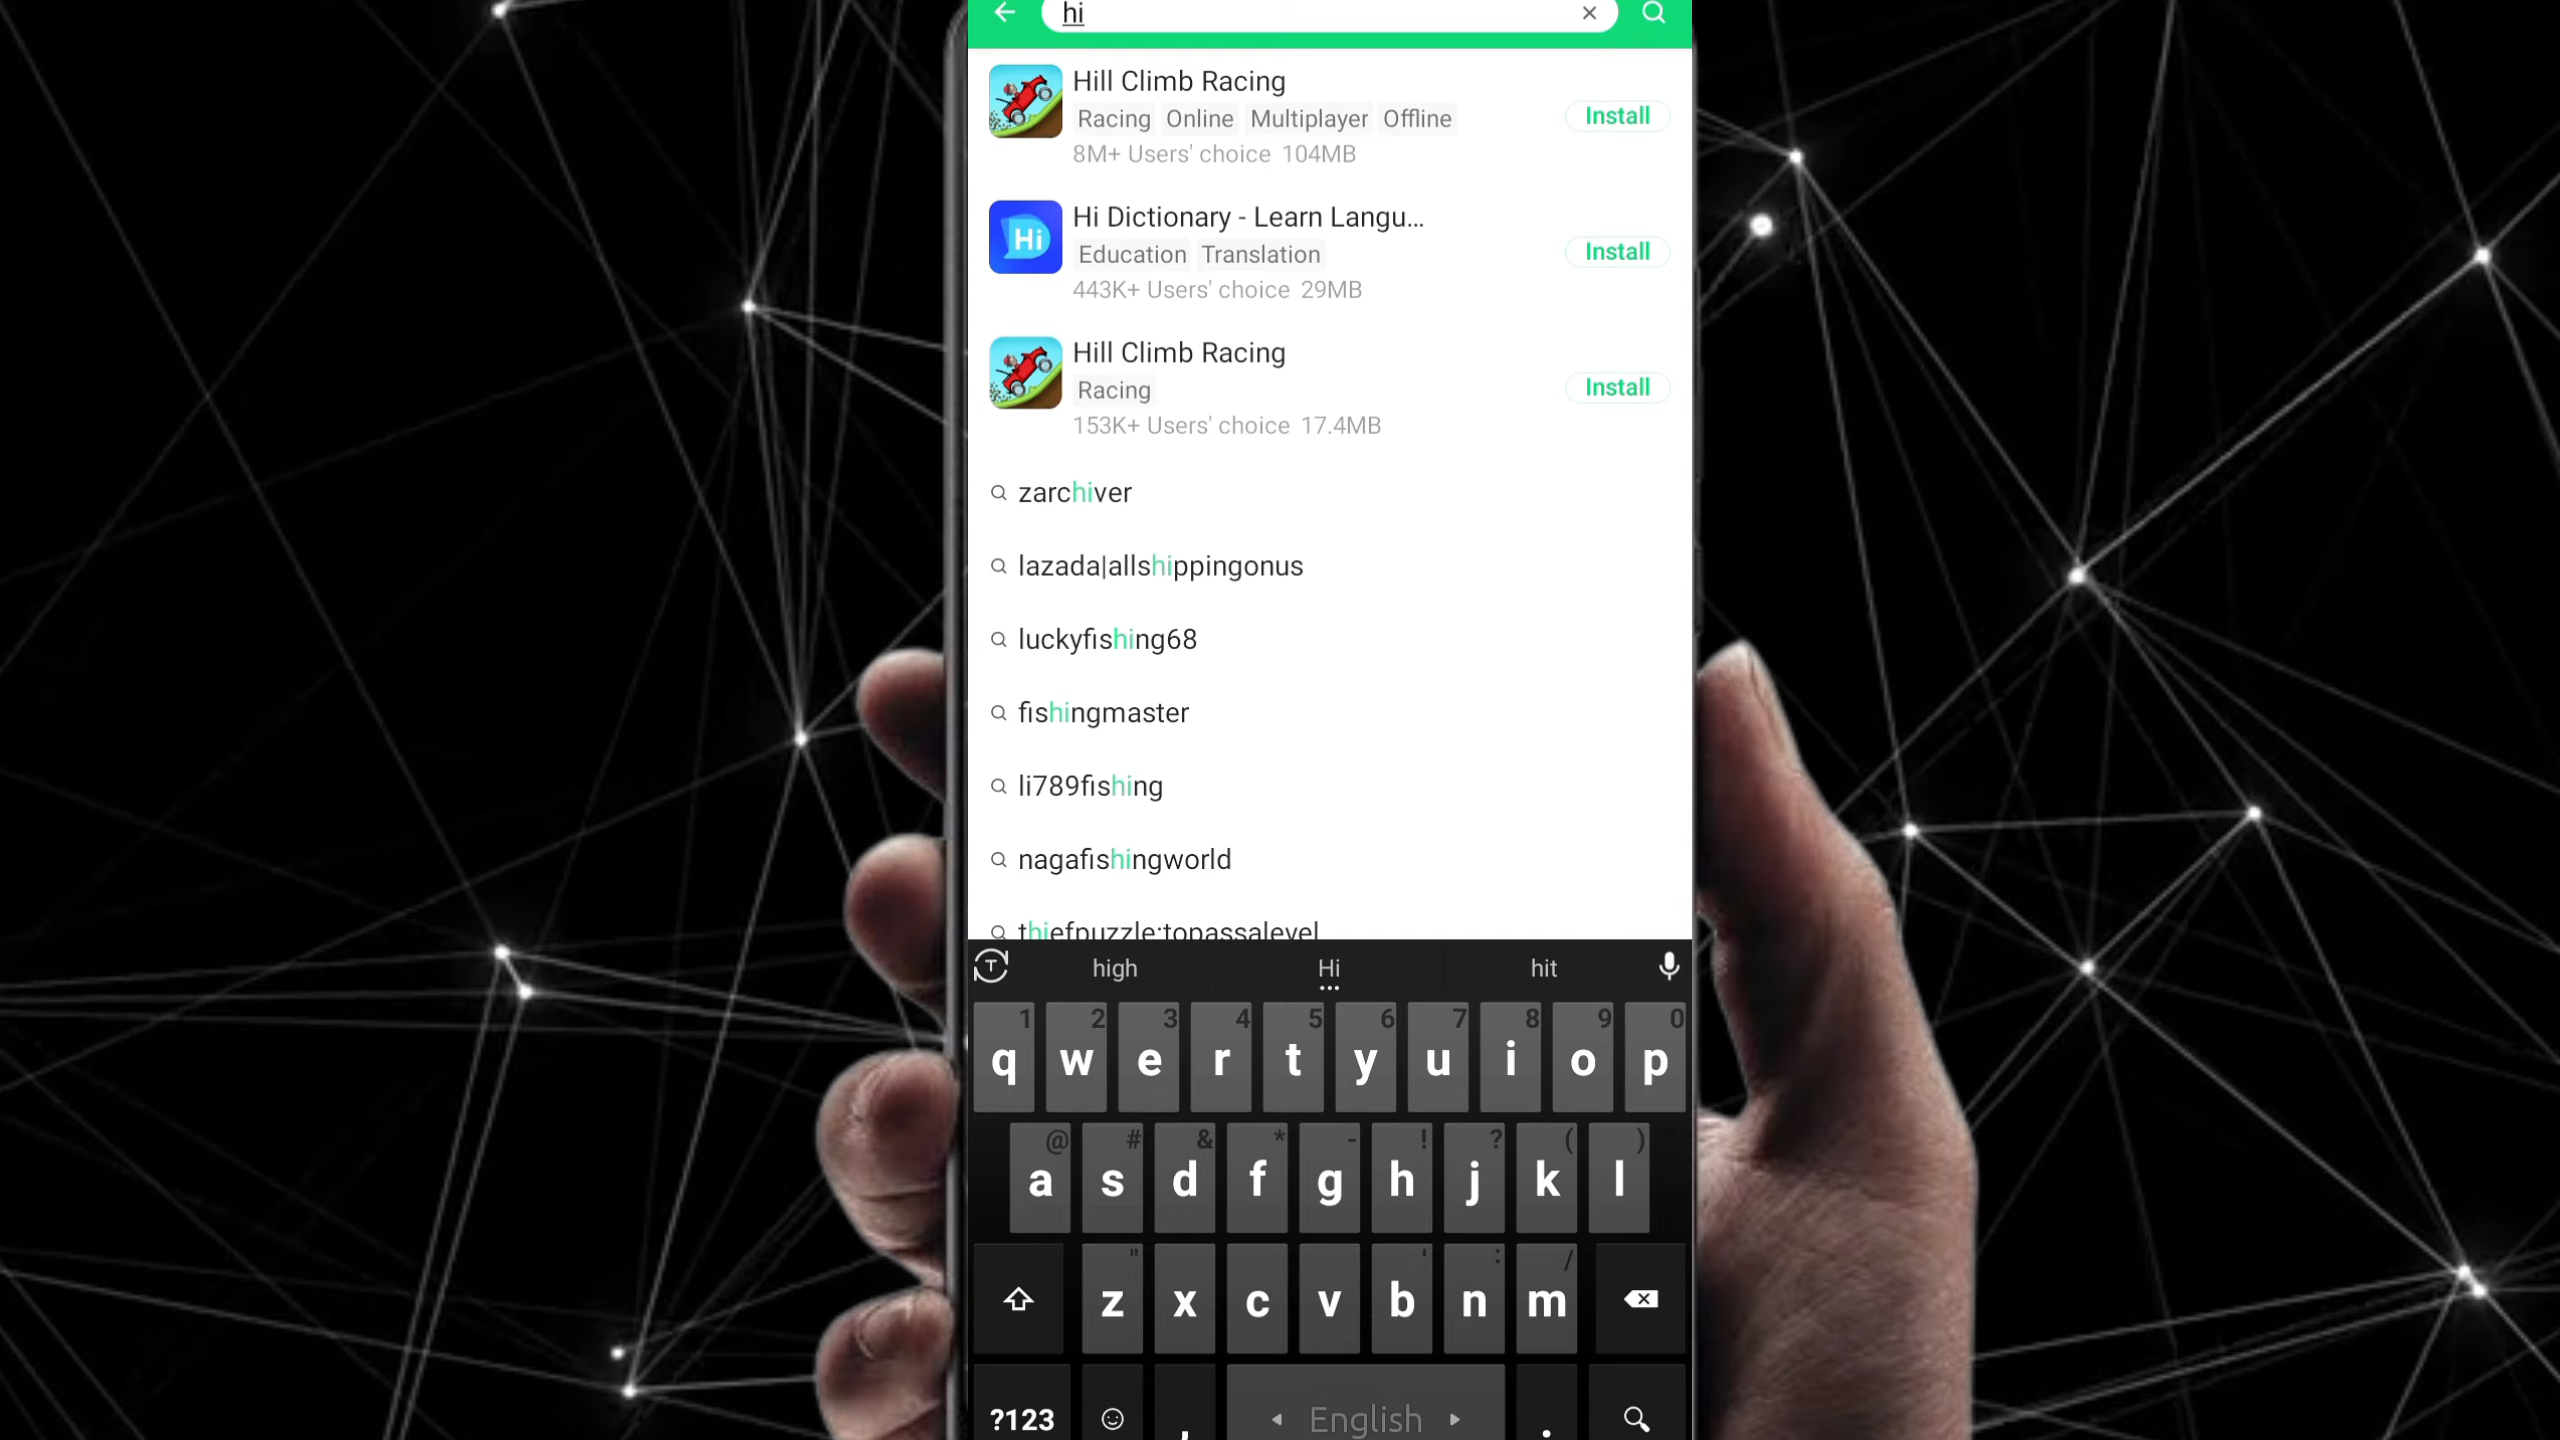 hi
Hill Climb Racing
Racing Online Multiplayer Offline
8M+ Users' choice 104MB
Install
Hi Dictionary - Learn Langu...
Education Translation
443K+ Users' choice 29MB
Install
Hi
Hill Climb Racing
Racing
153K+ Users' choice 17.4MB
Install
zarchiver
lazada|allshippingonus
luckyfishing68
fishingmaster
li789fishing
nagafishingworld
thiefpuzzle:topassalevel
T high Hi hit
1 2 3 4 5 6 7 8 9 0
q w e r t y u i o p
@ # & * - ! ? ( )
a s d f g h j k l
" ' : /
z x c v b n m
?123 , English .